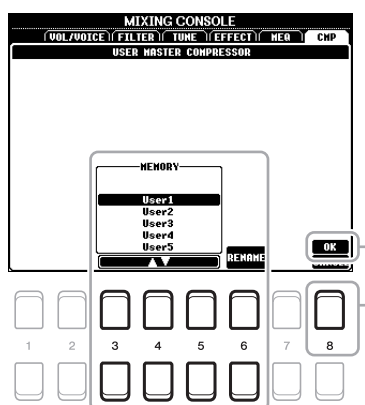 MIXING CONSOLE
VOL/VOICE FILTER TUNE EFFECT MEQ CMP
USER MASTER COMPRESSOR
MEMORY
User1
User2
User3
User4
User5
▲▼ RENAME OK
1 2 3 4 5 6 7 8